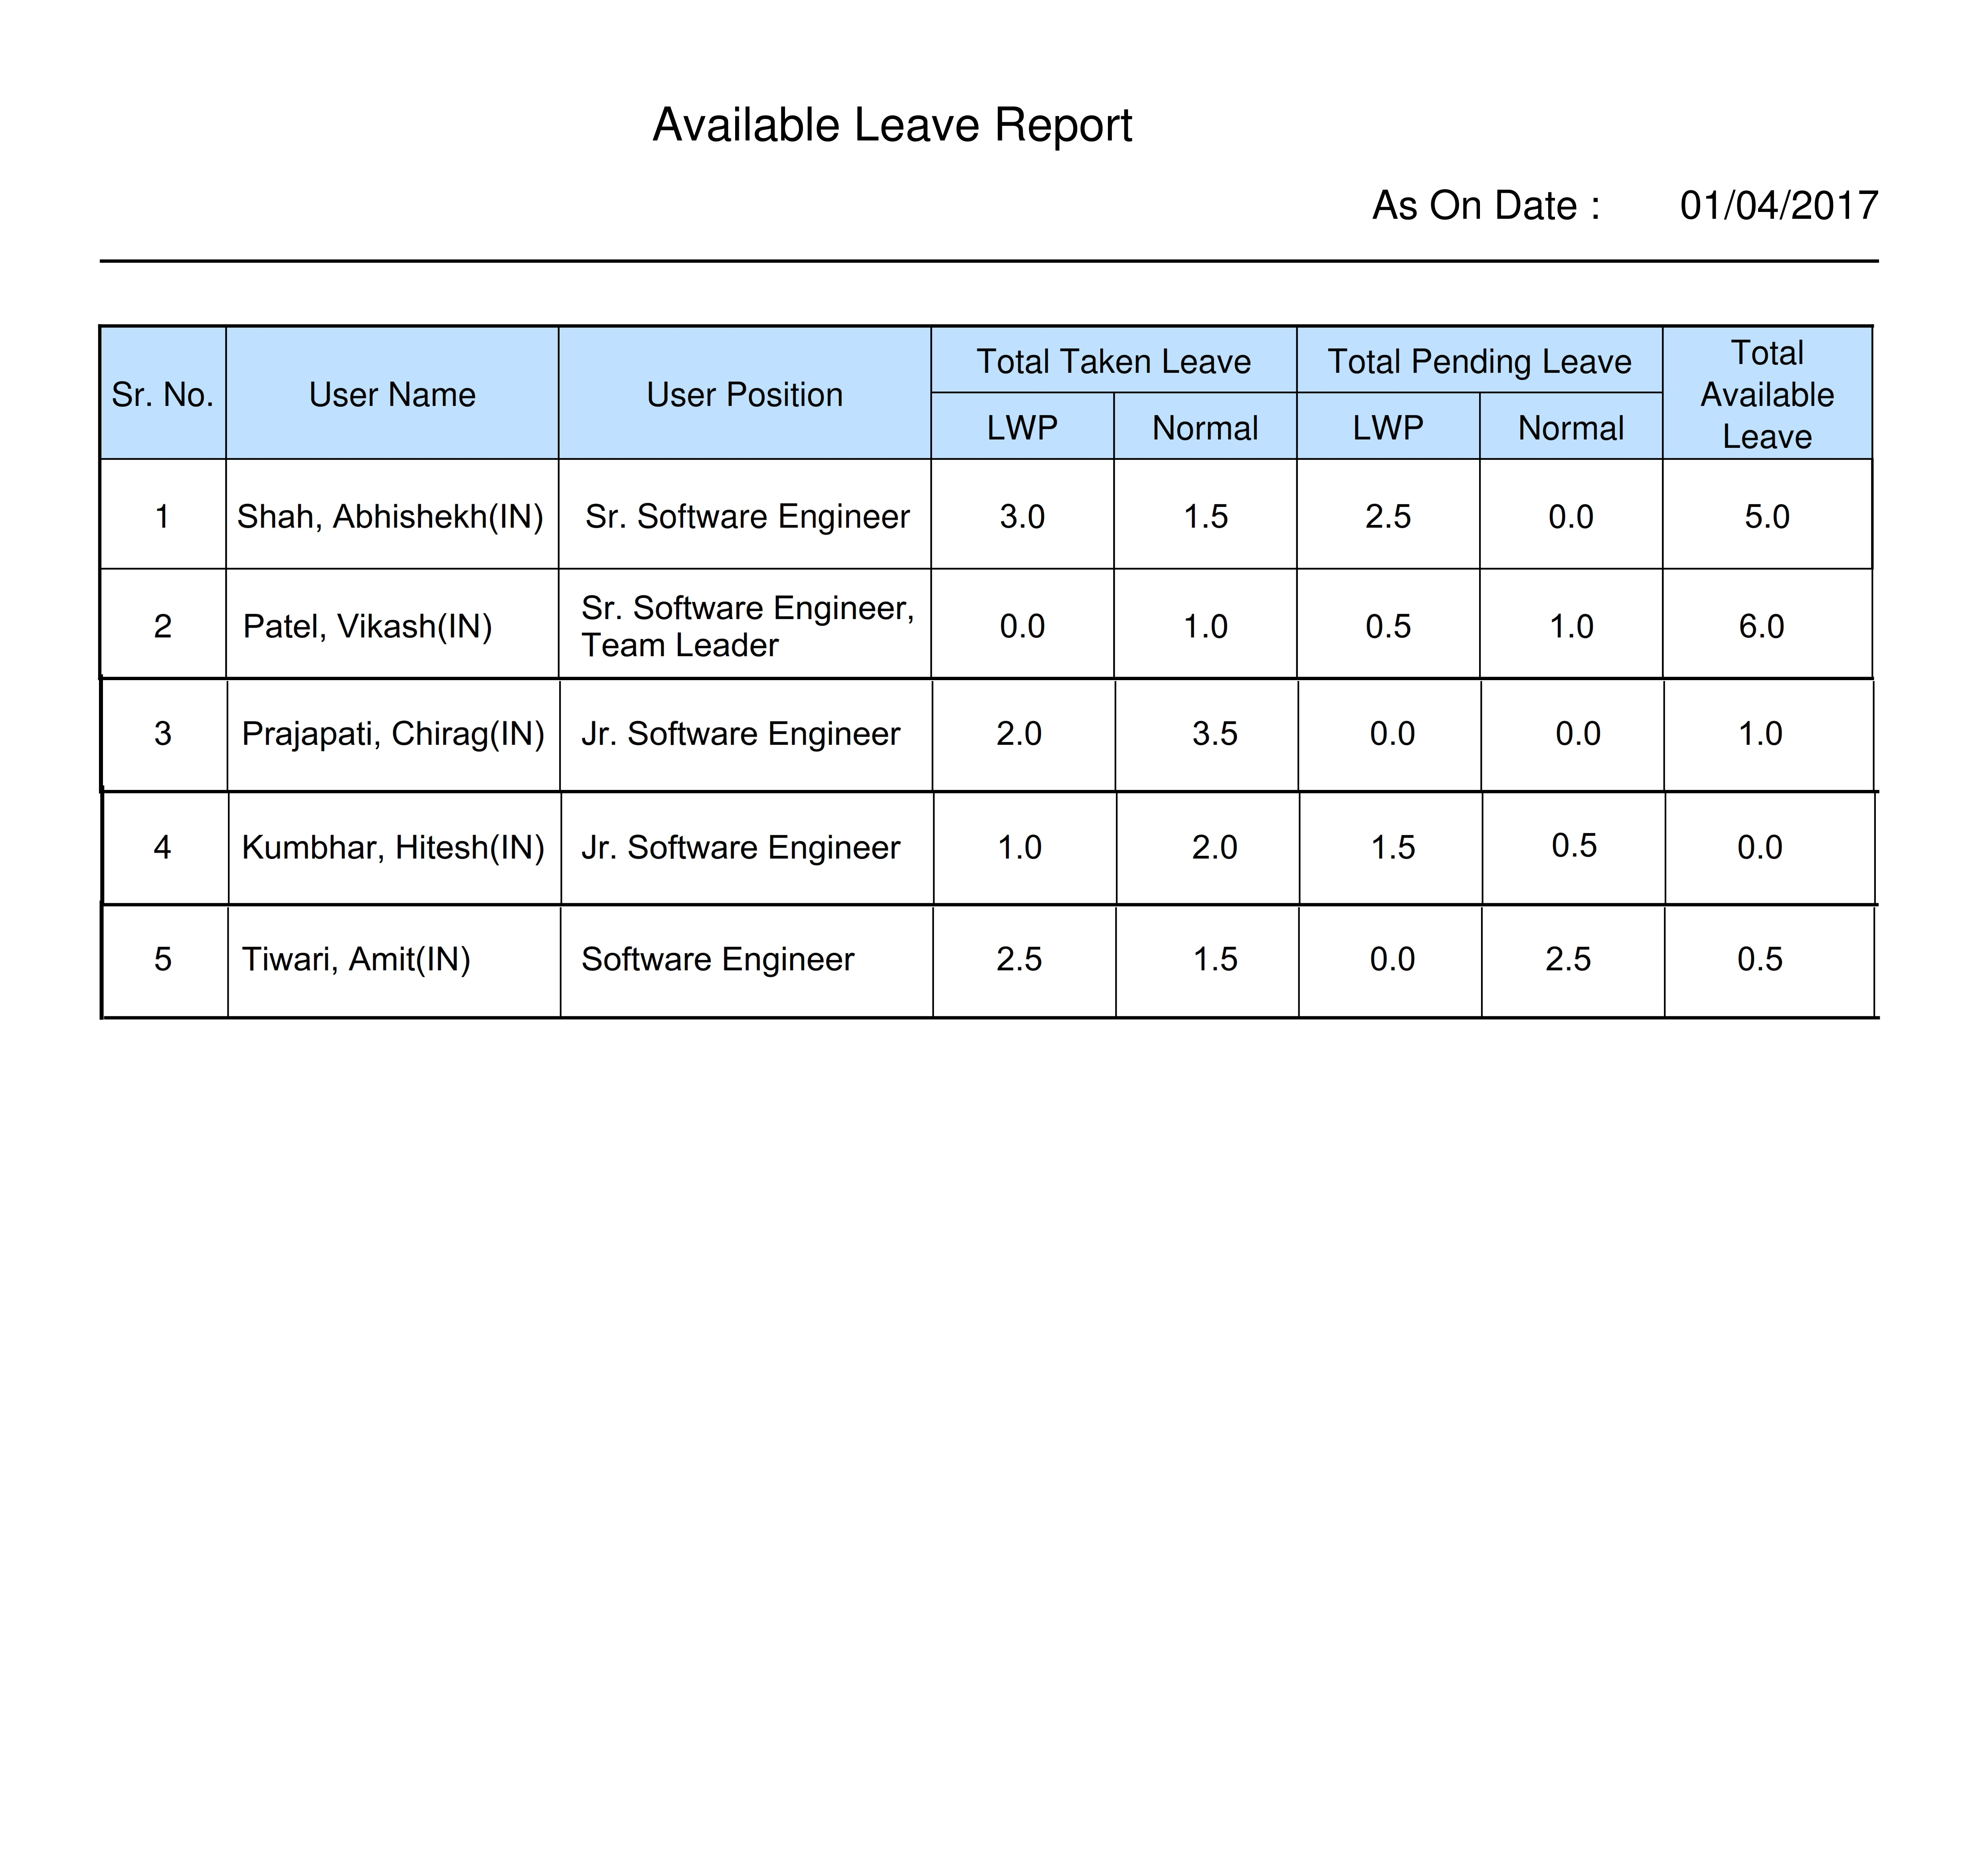 Available Leave Report
As On Date : 01/04/2017
Sr. No. User Name User Position Total Taken Leave Total Pending Leave Total Available Leave
LWP Normal LWP Normal
1 Shah, Abhishekh(IN) Sr. Software Engineer 3.0 1.5 2.5 0.0 5.0
2 Patel, Vikash(IN) Sr. Software Engineer, Team Leader 0.0 1.0 0.5 1.0 6.0
3 Prajapati, Chirag(IN) Jr. Software Engineer 2.0 3.5 0.0 0.0 1.0
4 Kumbhar, Hitesh(IN) Jr. Software Engineer 1.0 2.0 1.5 0.5 0.0
5 Tiwari, Amit(IN) Software Engineer 2.5 1.5 0.0 2.5 0.5